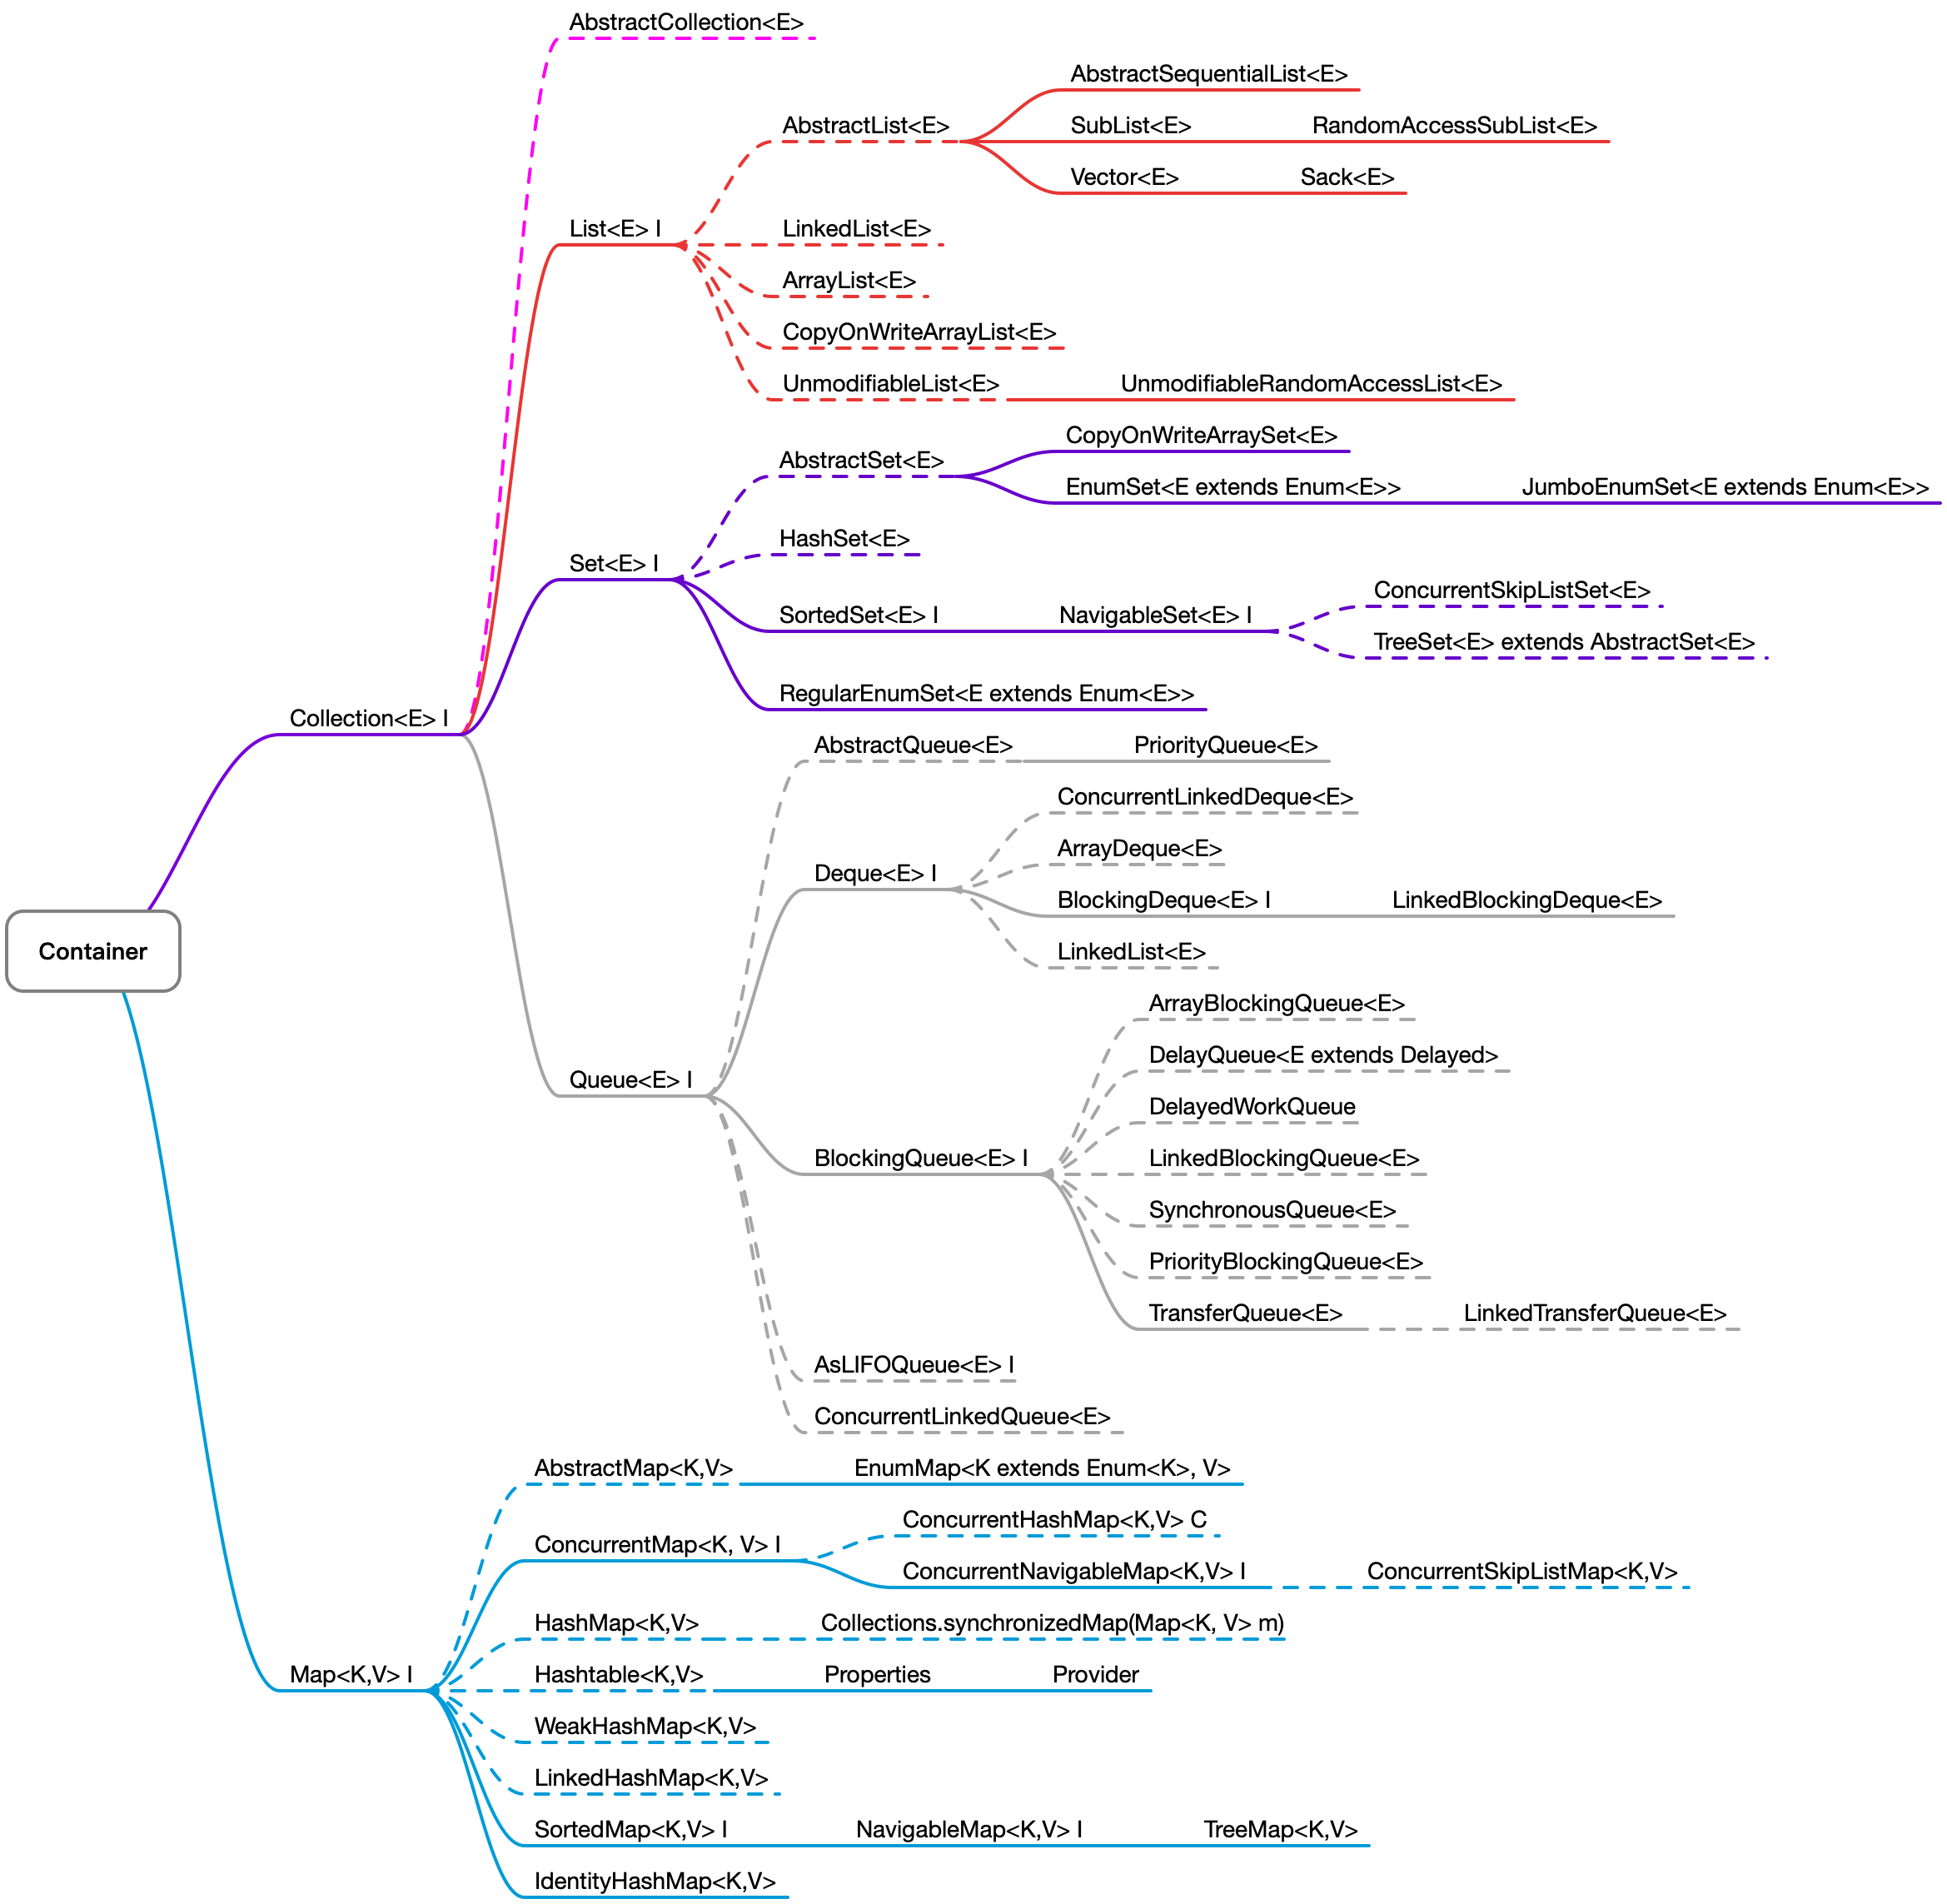 AbstractCollection<E>
AbstractSequentialList<E>
AbstractList<E>
SubList<E>
RandomAccessSubList<E>
Vector<E>
Sack<E>
List<E> I
LinkedList<E>
ArrayList<E>
CopyOnWriteArrayList<E>
UnmodifiableList<E>
UnmodifiableRandomAccessList<E>
CopyOnWriteArraySet<E>
AbstractSet<E>
EnumSet<E extends Enum<E>>
JumboEnumSet<E extends Enum<E>>
HashSet<E>
Set<E> I
SortedSet<E> I
NavigableSet<E> I
ConcurrentSkipListSet<E>
TreeSet<E> extends AbstractSet<E>
RegularEnumSet<E extends Enum<E>>
Collection<E> I
AbstractQueue<E>
PriorityQueue<E>
ConcurrentLinkedDeque<E>
ArrayDeque<E>
Deque<E> I
BlockingDeque<E> I
LinkedBlockingDeque<E>
LinkedList<E>
Container
ArrayBlockingQueue<E>
DelayQueue<E extends Delayed>
Queue<E> I
DelayedWorkQueue
BlockingQueue<E> I
LinkedBlockingQueue<E>
SynchronousQueue<E>
PriorityBlockingQueue<E>
TransferQueue<E>
LinkedTransferQueue<E>
AsLIFOQueue<E> I
ConcurrentLinkedQueue<E>
AbstractMap<K,V>
EnumMap<K extends Enum<K>, V>
ConcurrentHashMap<K,V> C
ConcurrentMap<K, V> I
ConcurrentNavigableMap<K,V> I
ConcurrentSkipListMap<K,V>
HashMap<K,V>
Collections.synchronizedMap(Map<K, V> m)
Map<K,V> I
Hashtable<K,V>
Properties
Provider
WeakHashMap<K,V>
LinkedHashMap<K,V>
SortedMap<K,V> I
NavigableMap<K,V> I
TreeMap<K,V>
IdentityHashMap<K,V>